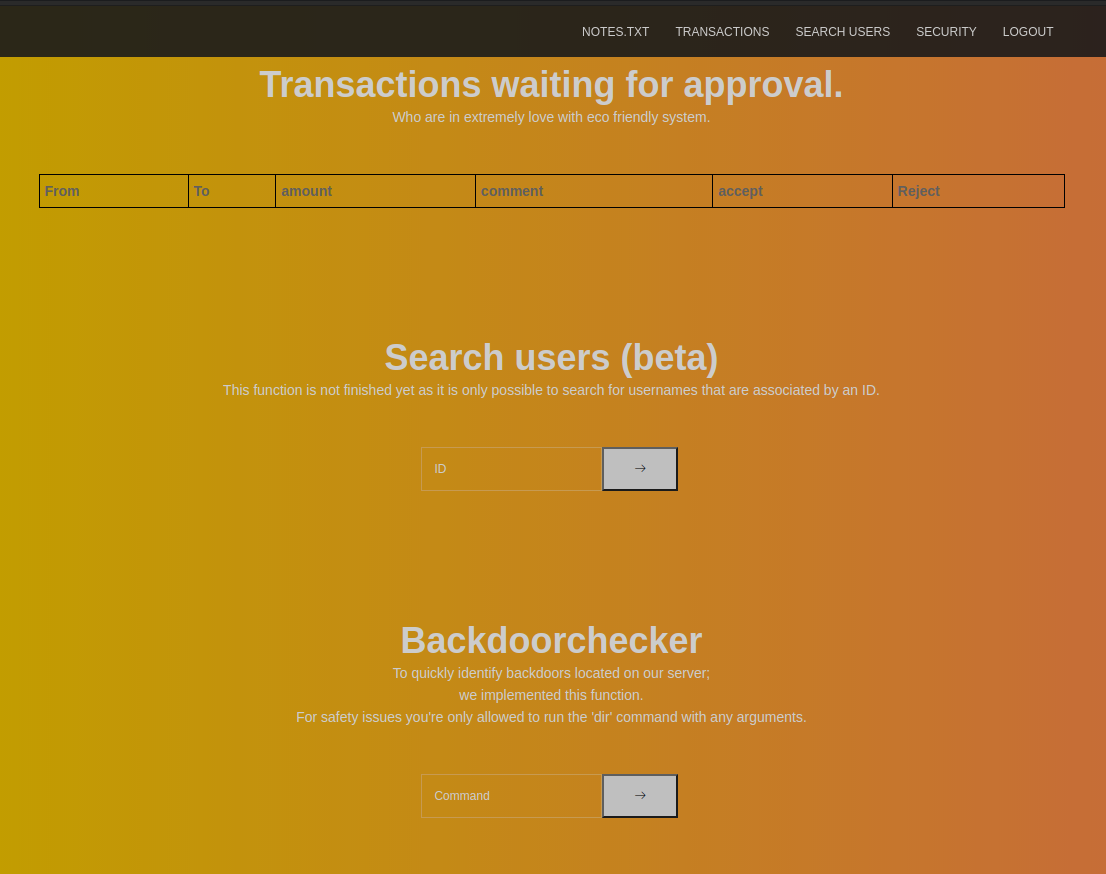 NOTES.TXT TRANSACTIONS SEARCH USERS SECURITY LOGOUT
Transactions waiting for approval.
Who are in extremely love with eco friendly system.
From To amount comment accept Reject
Search users (beta)
This function is not finished yet as it is only possible to search for usernames that are associated by an ID.
ID →
Backdoorchecker
To quickly identify backdoors located on our server;
we implemented this function.
For safety issues you're only allowed to run the 'dir' command with any arguments.
Command →